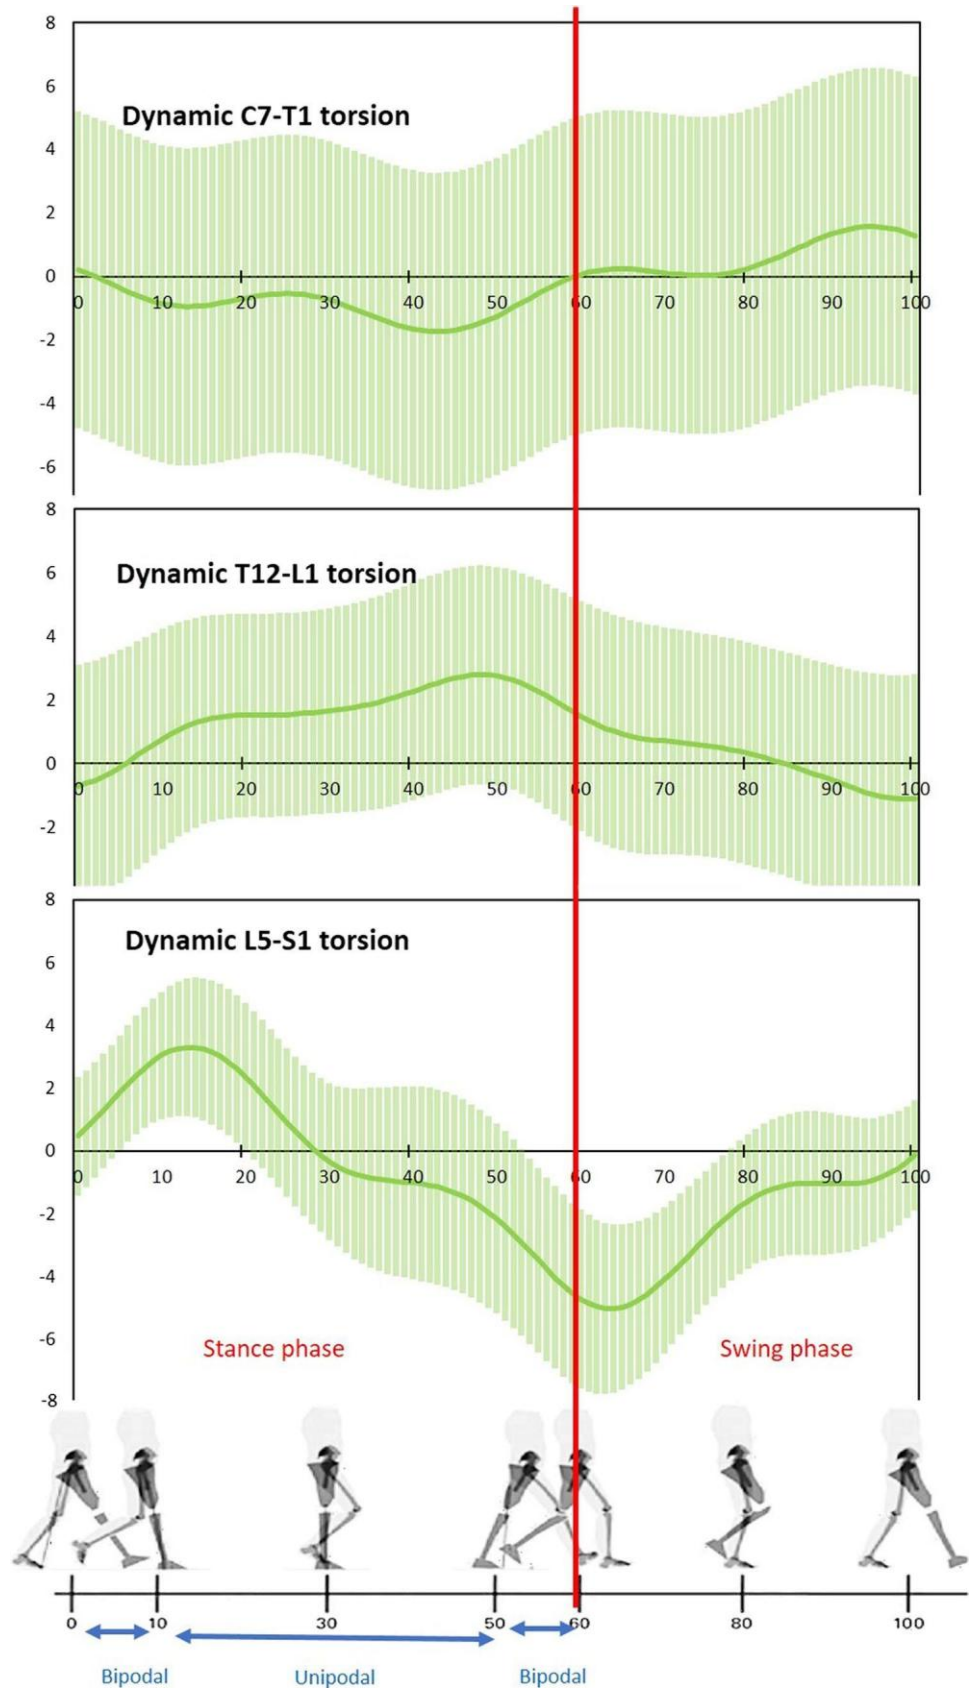 8
6
Dynamic C7-T1 torsion
4
2
0
0 10 20 30 40 50 60 70 80 90 100
-2
-4
-6
8
6
Dynamic T12-L1 torsion
4
2
0
0 10 20 30 40 50 60 70 80 90 100
-2
8
Dynamic L5-S1 torsion
6
4
2
0
0 10 20 30 40 50 60 70 80 90 100
-2
-4
-6
Stance phase Swing phase
-8
0 10 30 50 60 80 100
Bipodal Unipodal Bipodal